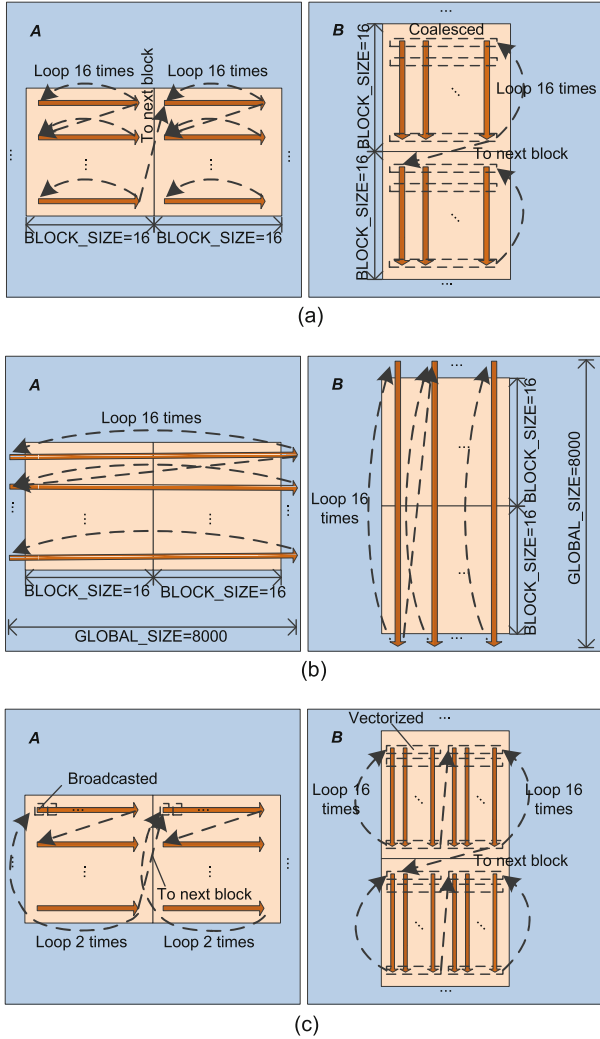 A
Loop 16 times
Loop 16 times
To next block
...
...
...
...
BLOCK_SIZE=16
BLOCK_SIZE=16
B
...
Coalesced
BLOCK_SIZE=16
BLOCK_SIZE=16
Loop 16 times
...
To next block
...
...
(a)
A
Loop 16 times
...
...
...
...
BLOCK_SIZE=16
BLOCK_SIZE=16
GLOBAL_SIZE=8000
B
...
...
Loop 16
times
...
...
BLOCK_SIZE=16
BLOCK_SIZE=16
GLOBAL_SIZE=8000
(b)
A
Broadcasted
...
...
...
...
...
To next block
Loop 2 times
Loop 2 times
B
Vectorized
...
Loop 16
times
Loop 16
times
...
...
To next block
...
...
...
(c)